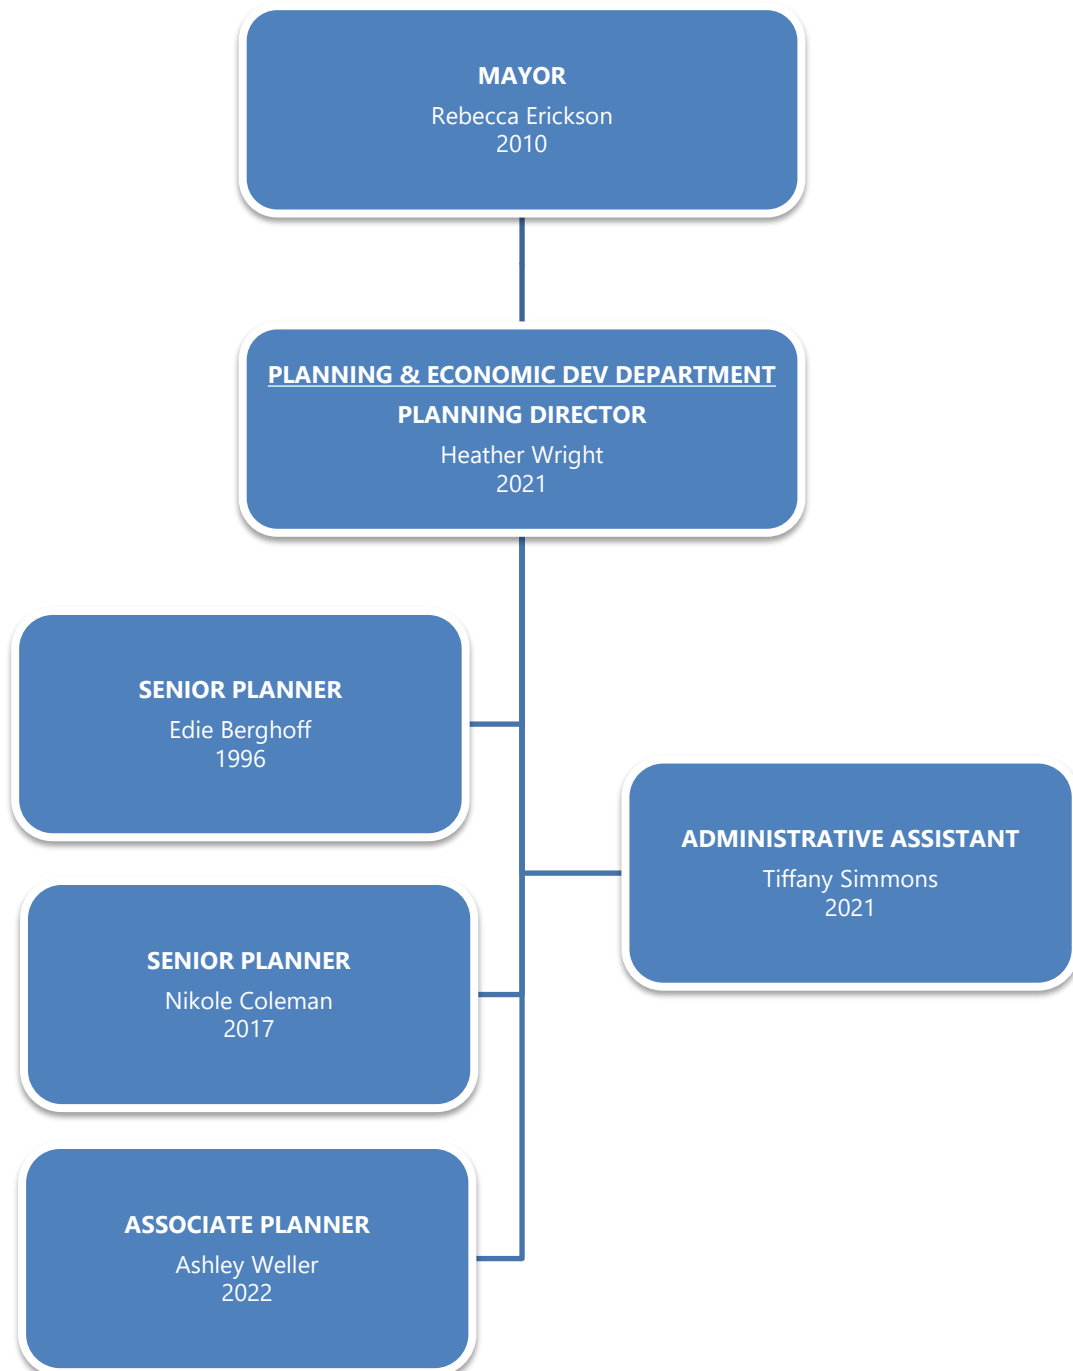 MAYOR
Rebecca Erickson
2010
PLANNING & ECONOMIC DEV DEPARTMENT
PLANNING DIRECTOR
Heather Wright
2021
SENIOR PLANNER
Edie Berghoff
1996
ADMINISTRATIVE ASSISTANT
Tiffany Simmons
2021
SENIOR PLANNER
Nikole Coleman
2017
ASSOCIATE PLANNER
Ashley Weller
2022